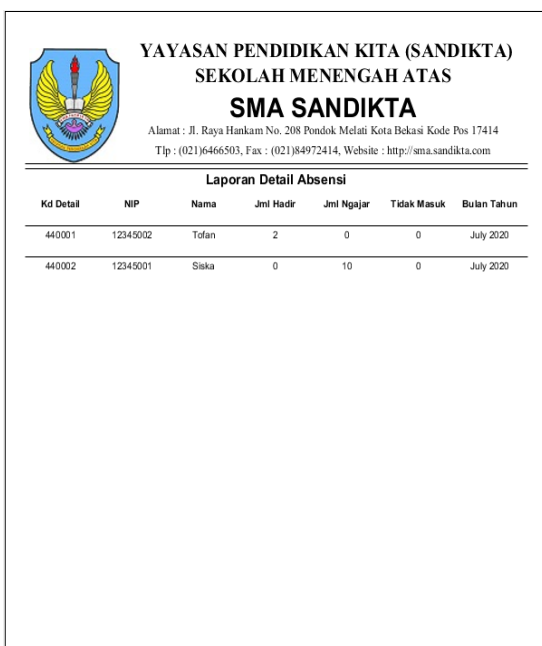 YAYASAN PENDIDIKAN KITA (SANDIKTA)
SEKOLAH MENENGAH ATAS
SMA SANDIKTA
Alamat : Jl. Raya Hankam No. 208 Pondok Melati Kota Bekasi Kode Pos 17414
Tlp : (021)6466503, Fax : (021)84972414, Website : http://sma.sandikta.com
Laporan Detail Absensi
Kd Detail NIP Nama Jml Hadir Jml Ngajar Tidak Masuk Bulan Tahun
440001 12345002 Tofan 2 0 0 July 2020
440002 12345001 Siska 0 10 0 July 2020